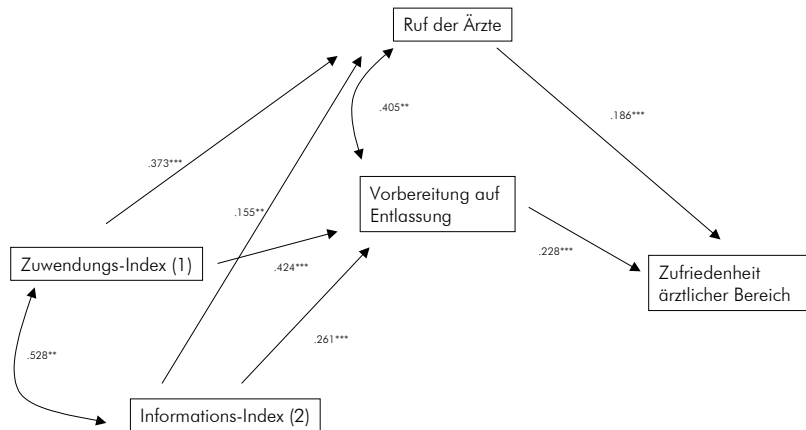 Ruf der Ärzte
.405**
.186***
.373***
Vorbereitung auf
Entlassung
.155**
Zuwendungs-Index (1)
.424***
.228***
Zufriedenheit
ärztlicher Bereich
.261***
.528**
Informations-Index (2)